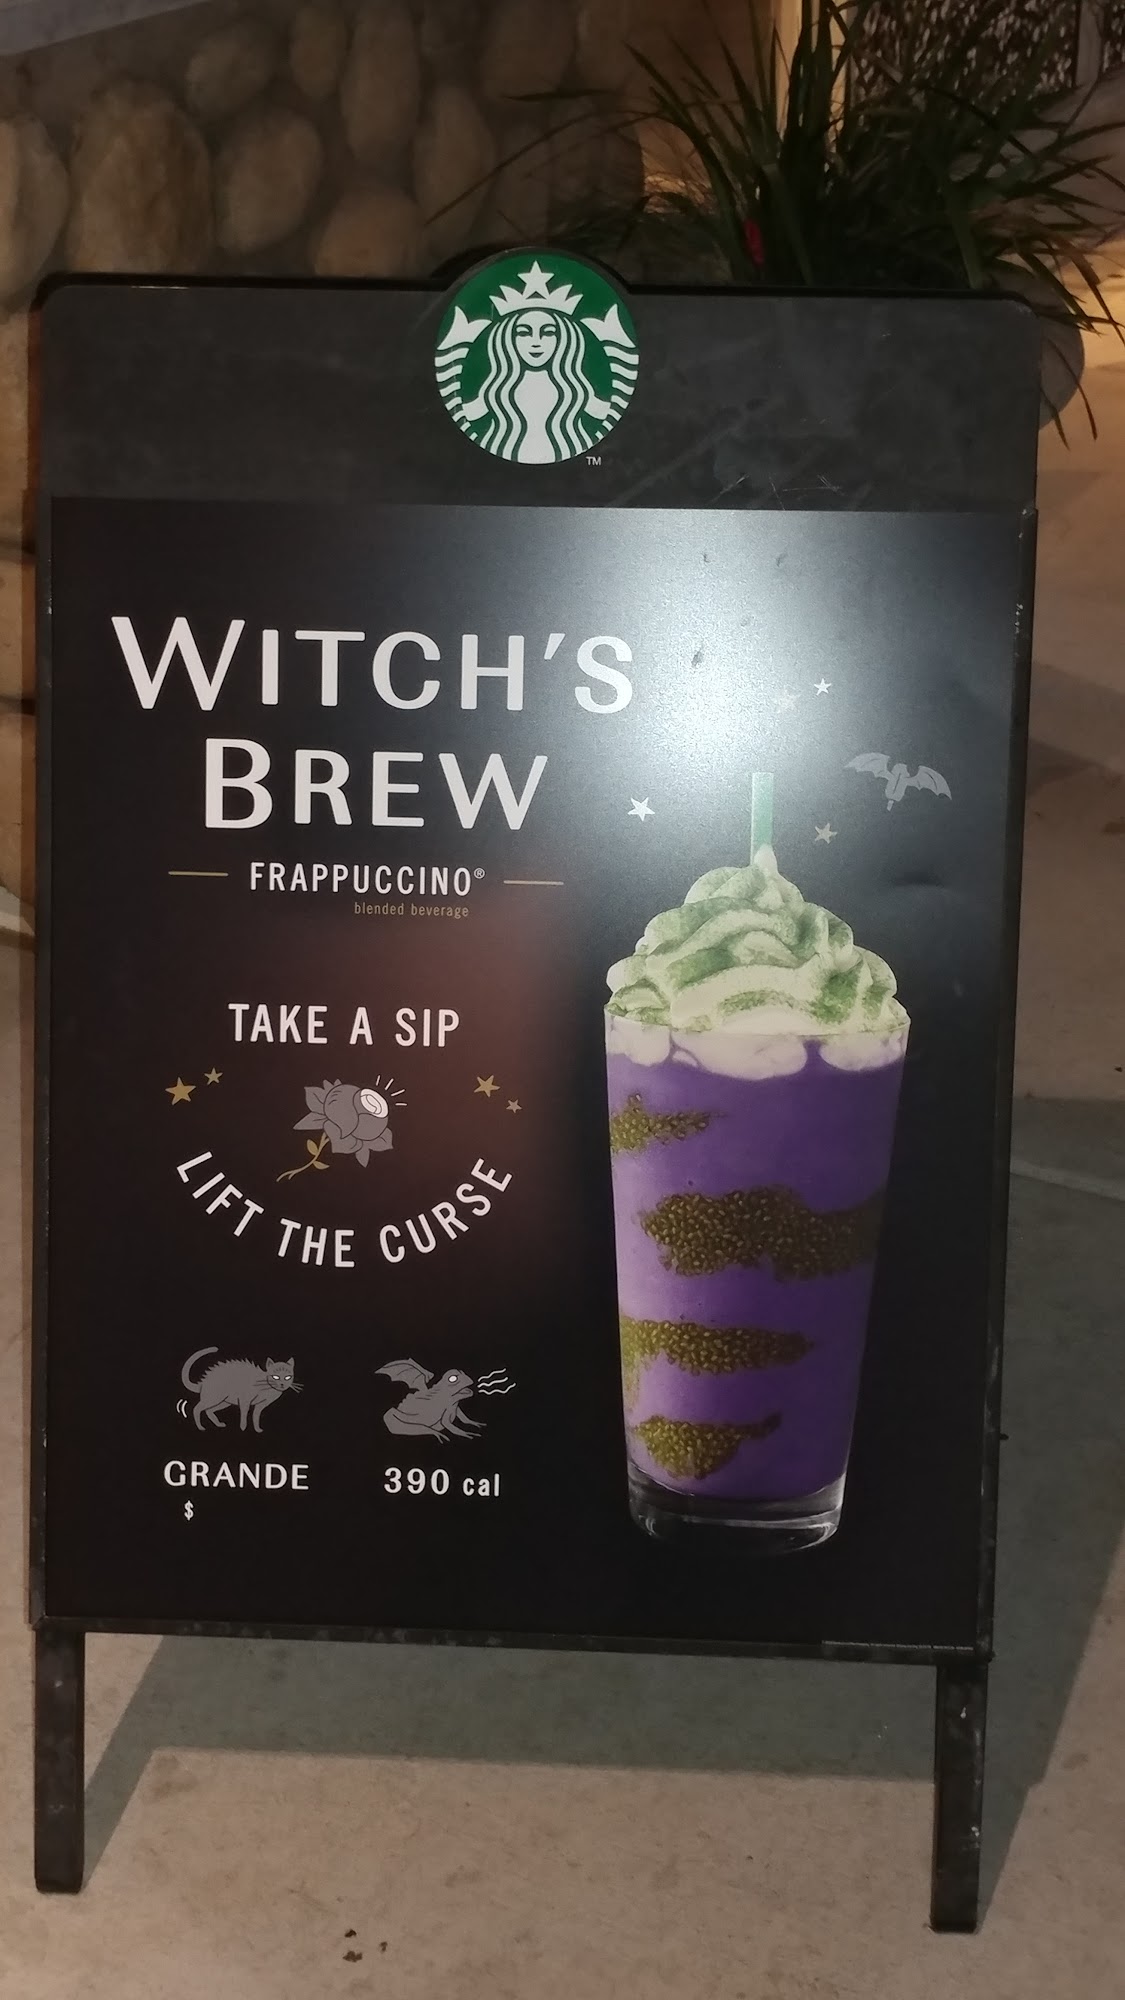 TM
WITCH'S
BREW
FRAPPUCCINO®
blended beverage
TAKE A SIP
LIFT THE CURSE
GRANDE
$
390 cal